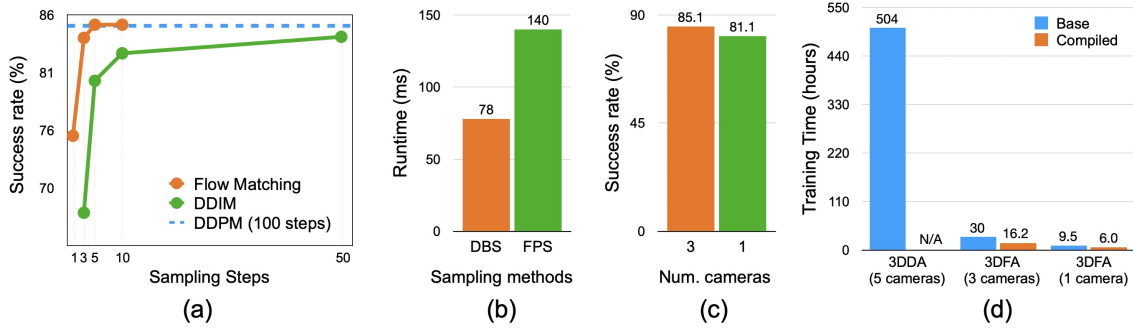 86
81
76
70
Success rate (%)
Flow Matching
DDIM
DDPM (100 steps)
1 3 5 10 50
Sampling Steps
(a)
150
100
50
0
Runtime (ms)
78
140
DBS FPS
Sampling methods
(b)
90
45
0
Success rate (%)
85.1
81.1
3 1
Num. cameras
(c)
550
440
330
220
110
0
Training Time (hours)
Base
Compiled
504
N/A
30
16.2
9.5
6.0
3DDA 3DFA 3DFA
(5 cameras) (3 cameras) (1 camera)
(d)